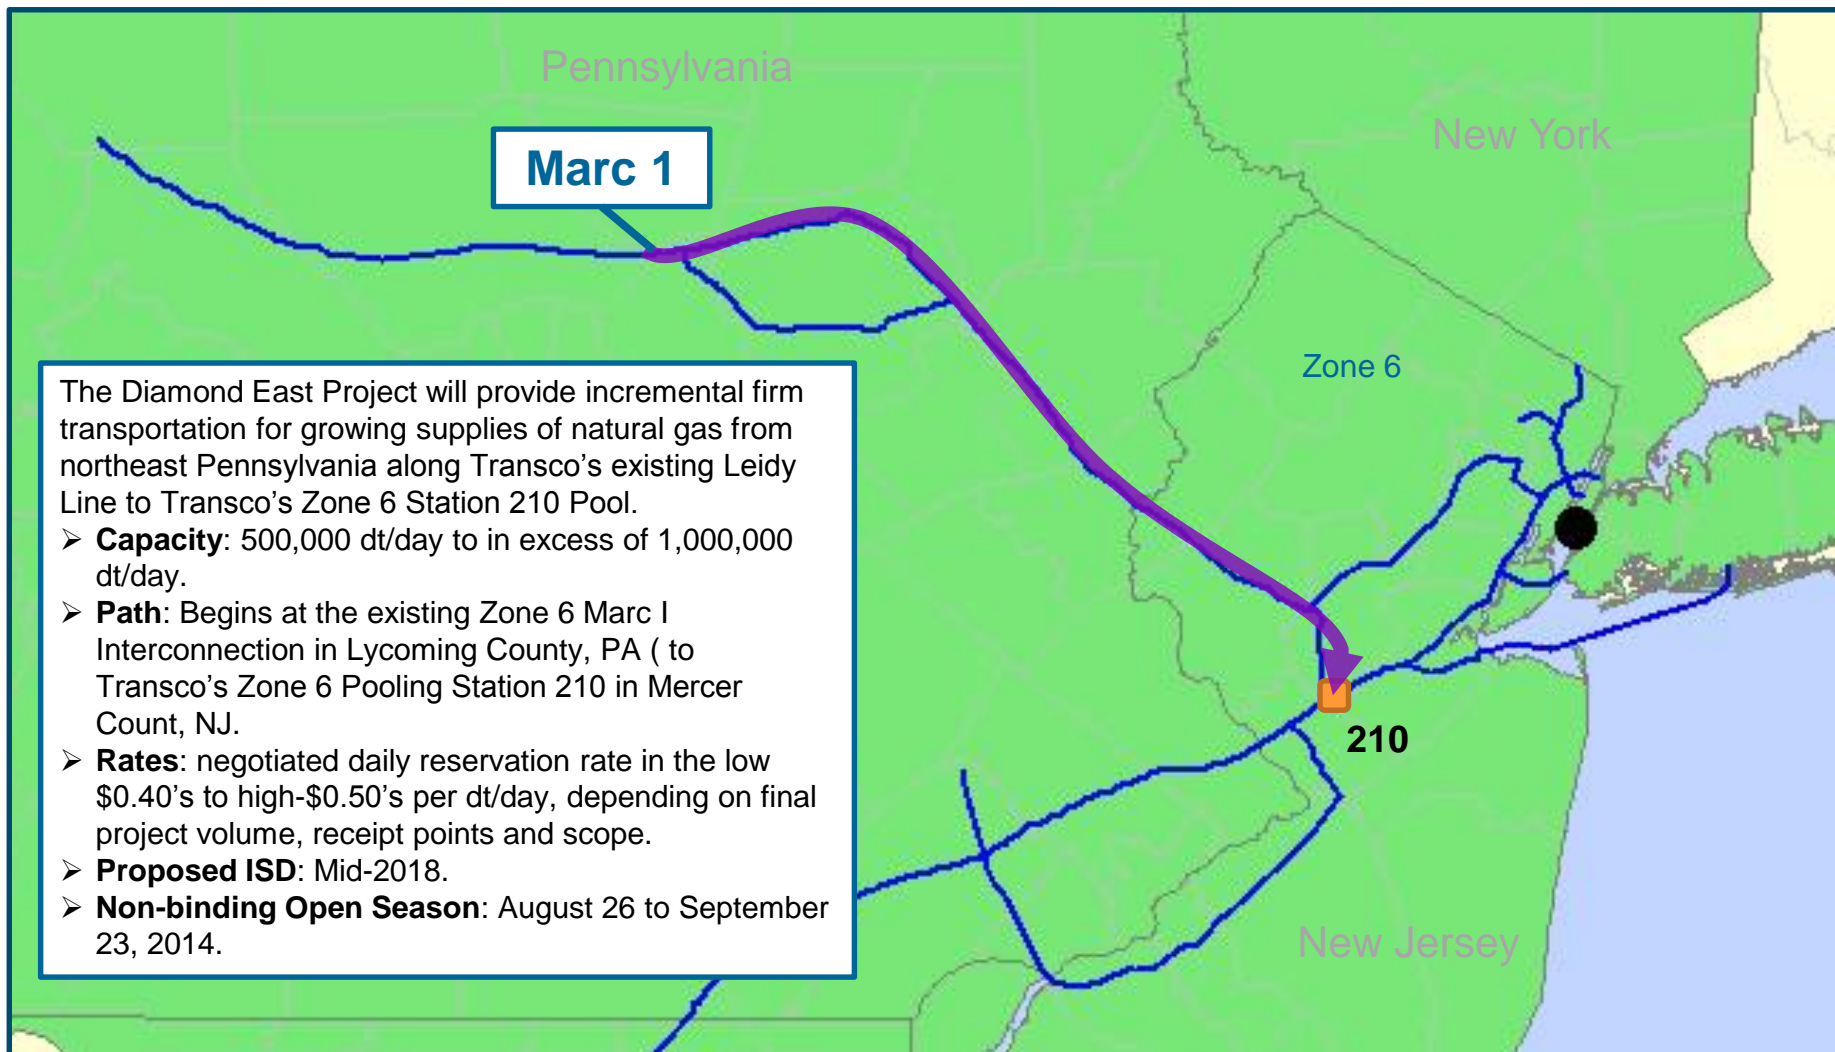 Pennsylvania
New York
Marc 1
Zone 6
The Diamond East Project will provide incremental firm
transportation for growing supplies of natural gas from
northeast Pennsylvania along Transco’s existing Leidy
Line to Transco’s Zone 6 Station 210 Pool.
➢ Capacity: 500,000 dt/day to in excess of 1,000,000
dt/day.
➢ Path: Begins at the existing Zone 6 Marc I
Interconnection in Lycoming County, PA ( to
Transco’s Zone 6 Pooling Station 210 in Mercer
Count, NJ.
➢ Rates: negotiated daily reservation rate in the low
$0.40’s to high-$0.50’s per dt/day, depending on final
project volume, receipt points and scope.
➢ Proposed ISD: Mid-2018.
➢ Non-binding Open Season: August 26 to September
23, 2014.
210
New Jersey